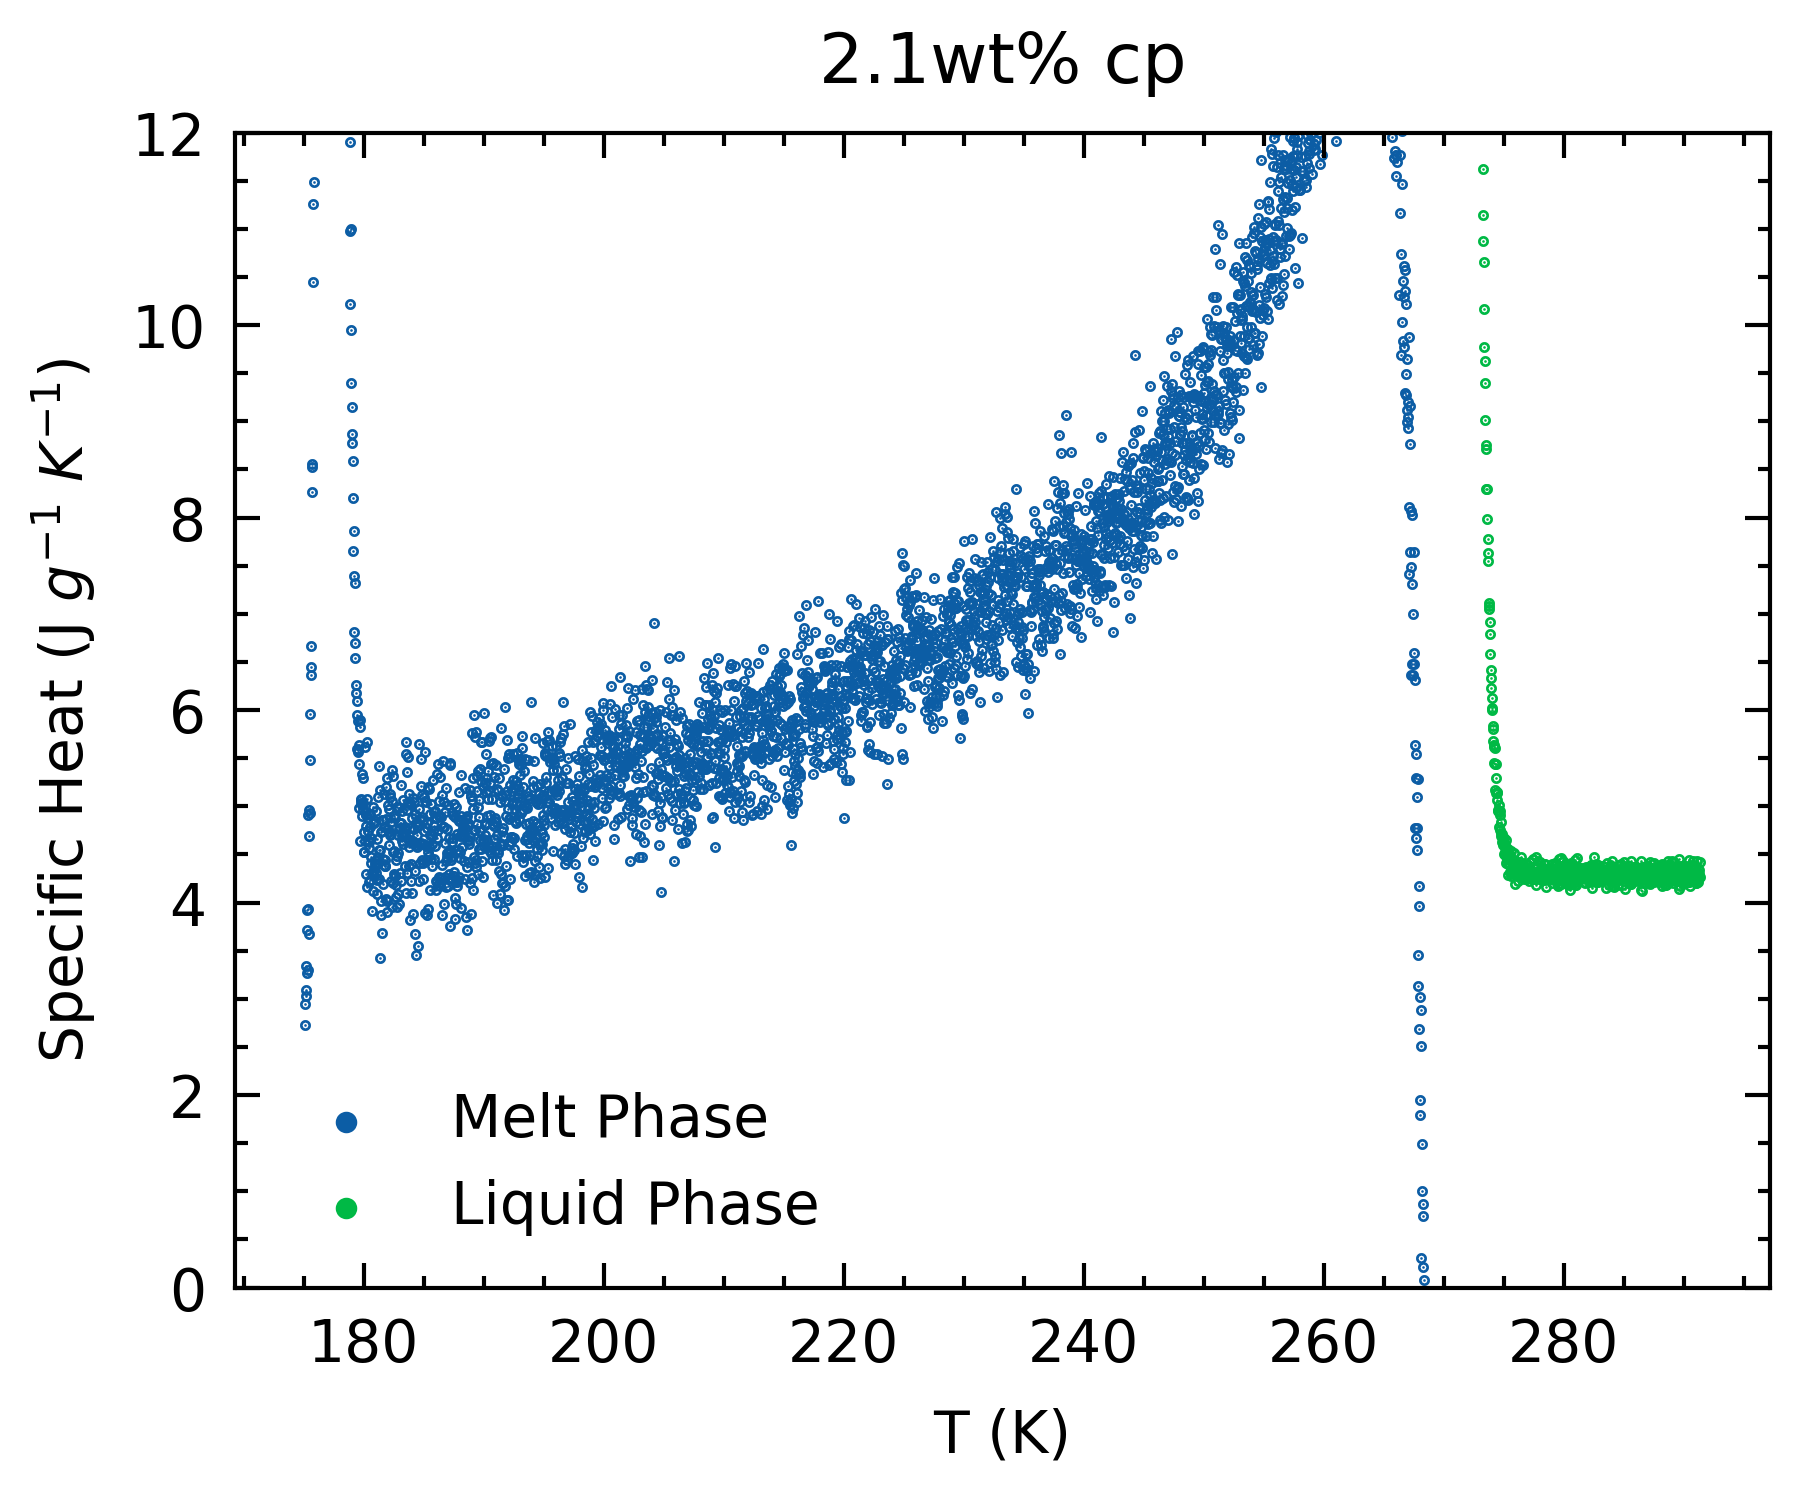 2.1wt% cp
12
10
8
6
4
2
0
Specific Heat (J g⁻¹ K⁻¹)
Melt Phase
Liquid Phase
180 200 220 240 260 280
T (K)